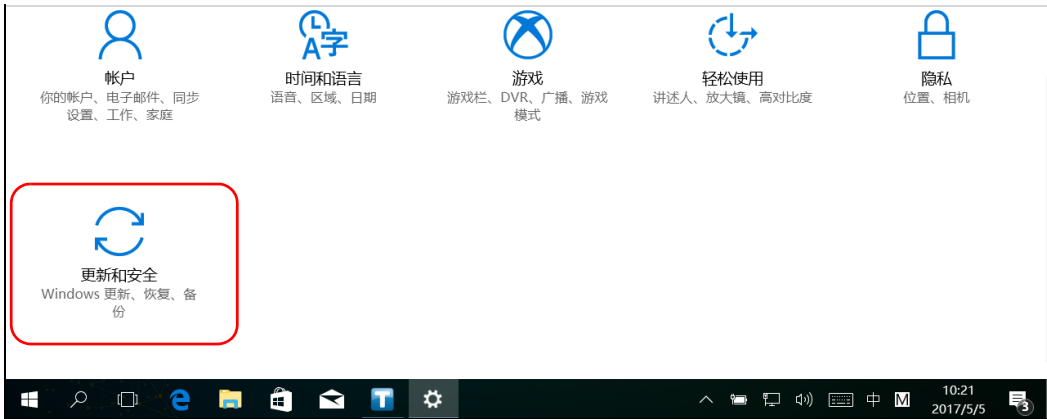 帐户
你的帐户、电子邮件、同步
设置、工作、家庭
时间和语言
语音、区域、日期
游戏
游戏栏、DVR、广播、游戏
模式
轻松使用
讲述人、放大镜、高对比度
隐私
位置、相机
更新和安全
Windows 更新、恢复、备
份
中
M
10:21
2017/5/5
3